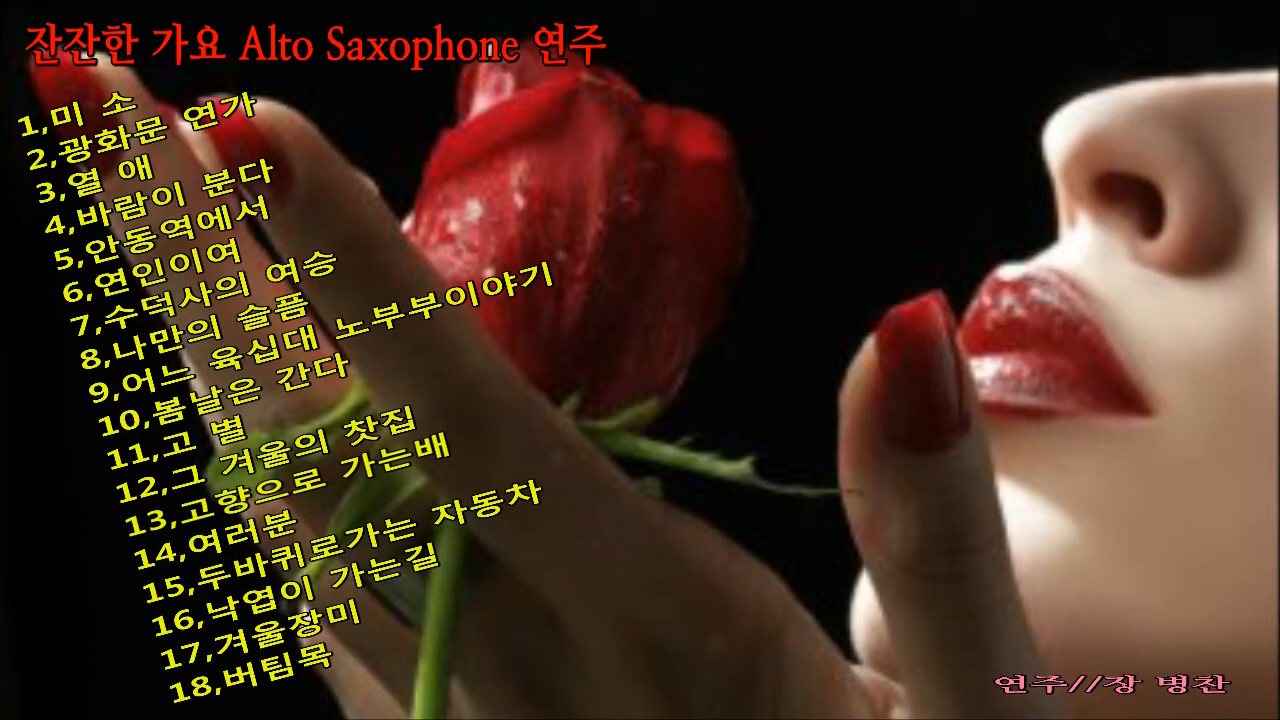 잔잔한 가요 Alto Saxophone 연주
1,미 소
2,광화문 연가
3,열 애
4,바람이 분다
5,안동역에서
6,연인이여
7,수덕사의 여승
8,나만의 슬픔
9,어느 육십대 노부부이야기
10,봄날은 간다
11,고 별
12,그 겨울의 찻집
13,고향으로 가는배
14,여러분
15,두바퀴로가는 자동차
16,낙엽이 가는길
17,겨울장미
18,버팀목
연주//장 병찬